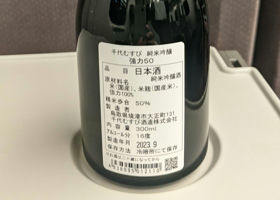 千代むすび 純米吟醸
強力50
品目 日本酒
純米吟醸酒
原材料名
米(国産)、米麹(国産米)、
強力100%
精米歩合 50%
製造者
鳥取県境港市大正町131
千代むすび酒造株式会社
内容量 300ml
アルコール分 16度
製造年月 2023.9
保存方法 冷暗所にて保存